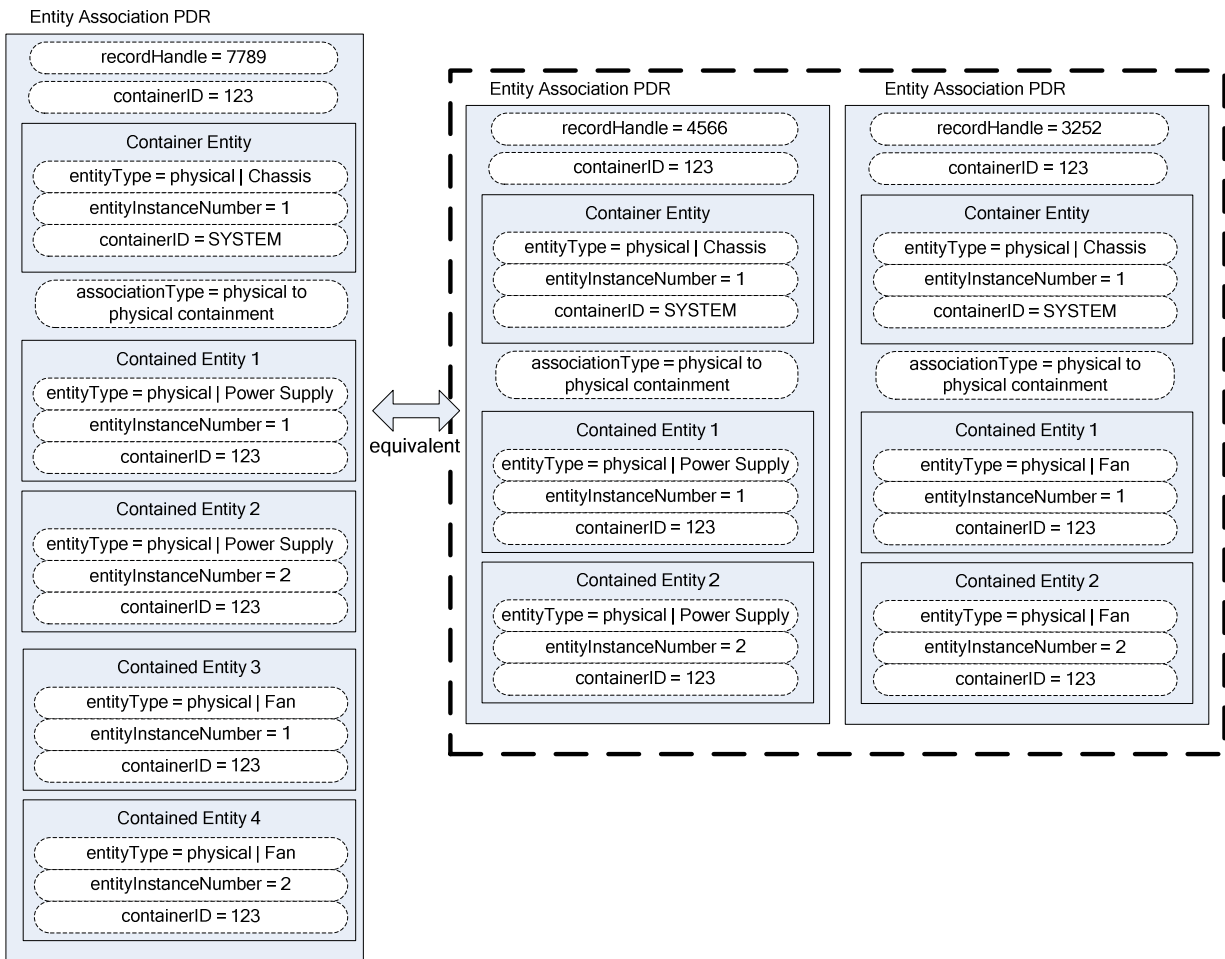 Entity Association PDR
recordHandle = 7789
containerID = 123
Container Entity
entityType = physical | Chassis
entityInstanceNumber = 1
containerID = SYSTEM
associationType = physical to
physical containment
Contained Entity 1
entityType = physical | Power Supply
entityInstanceNumber = 1
containerID = 123
Contained Entity 2
entityType = physical | Power Supply
entityInstanceNumber = 2
containerID = 123
Contained Entity 3
entityType = physical | Fan
entityInstanceNumber = 1
containerID = 123
Contained Entity 4
entityType = physical | Fan
entityInstanceNumber = 2
containerID = 123
equivalent
Entity Association PDR
recordHandle = 4566
containerID = 123
Container Entity
entityType = physical | Chassis
entityInstanceNumber = 1
containerID = SYSTEM
associationType = physical to
physical containment
Contained Entity 1
entityType = physical | Power Supply
entityInstanceNumber = 1
containerID = 123
Contained Entity 2
entityType = physical | Power Supply
entityInstanceNumber = 2
containerID = 123
Entity Association PDR
recordHandle = 3252
containerID = 123
Container Entity
entityType = physical | Chassis
entityInstanceNumber = 1
containerID = SYSTEM
associationType = physical to
physical containment
Contained Entity 1
entityType = physical | Fan
entityInstanceNumber = 1
containerID = 123
Contained Entity 2
entityType = physical | Fan
entityInstanceNumber = 2
containerID = 123